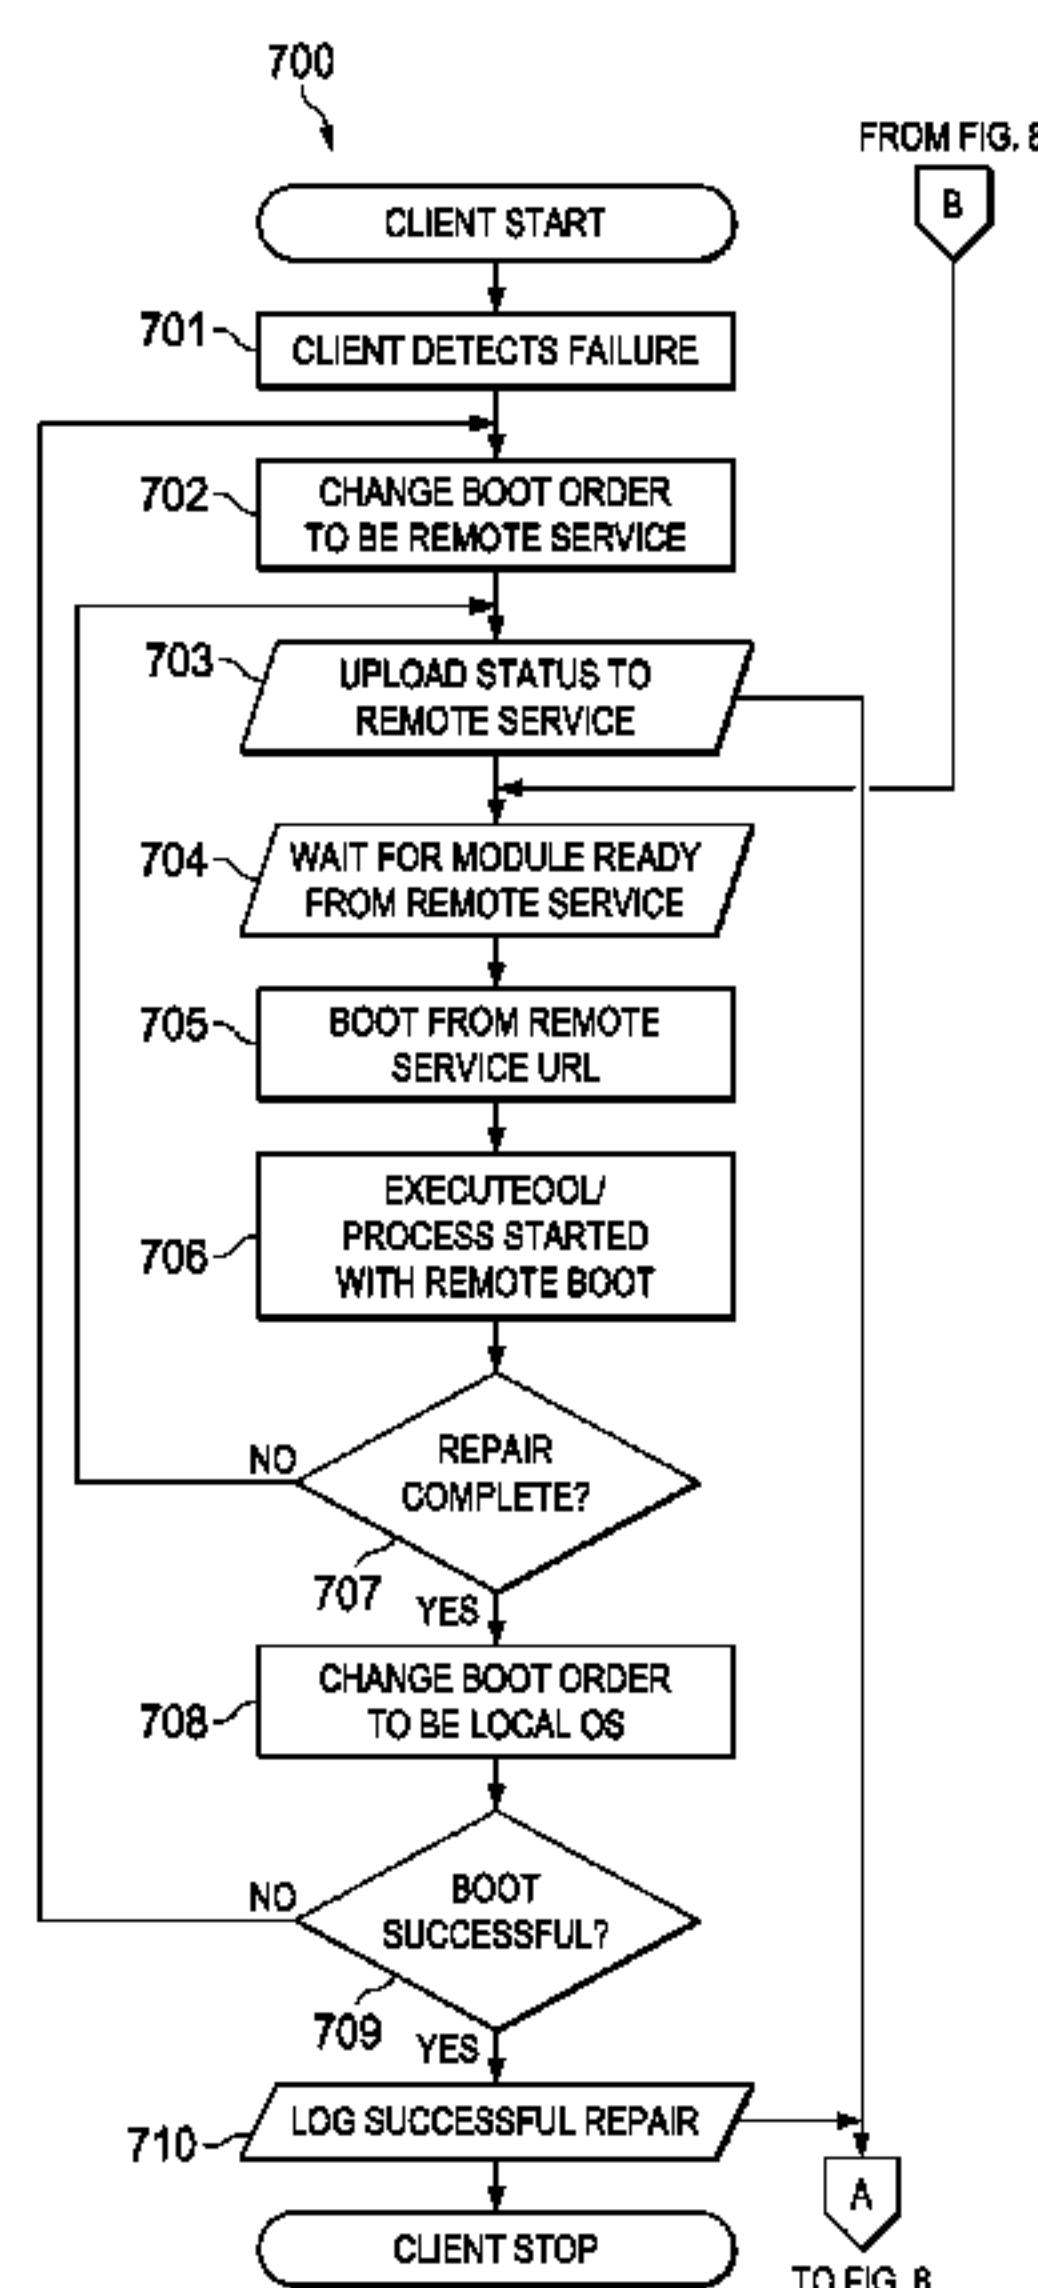 700
FROM FIG. 8
B
CLIENT START
701
CLIENT DETECTS FAILURE
702
CHANGE BOOT ORDER
TO BE REMOTE SERVICE
703
UPLOAD STATUS TO
REMOTE SERVICE
704
WAIT FOR MODULE READY
FROM REMOTE SERVICE
705
BOOT FROM REMOTE
SERVICE URL
706
EXECUTEOOL/
PROCESS STARTED
WITH REMOTE BOOT
NO
REPAIR
COMPLETE?
707
YES
708
CHANGE BOOT ORDER
TO BE LOCAL OS
NO
BOOT
SUCCESSFUL?
709
YES
710
LOG SUCCESSFUL REPAIR
A
CLIENT STOP
TO FIG. 8